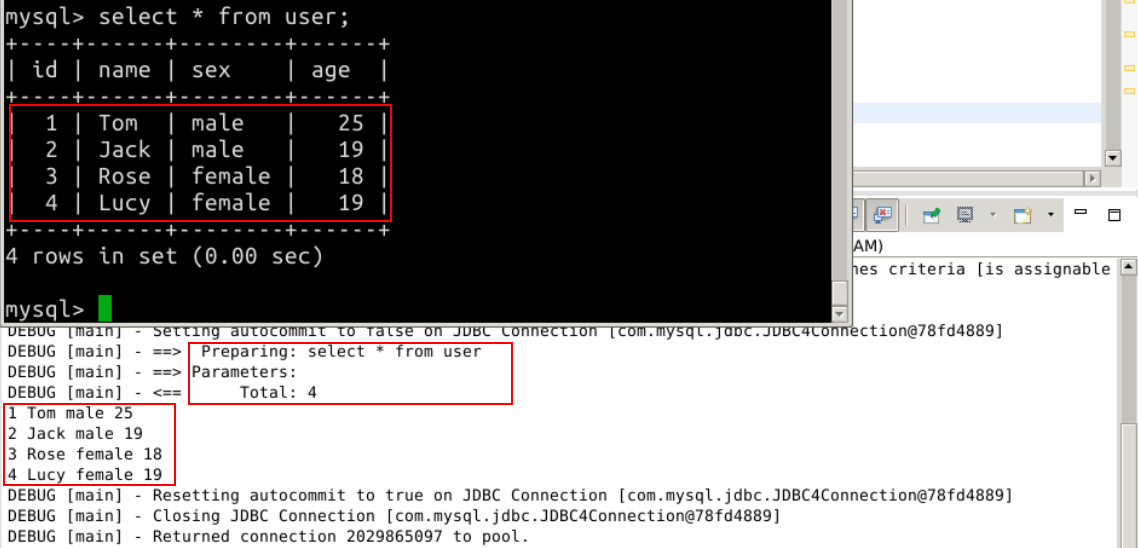 mysql> select * from user;
+----+------+--------+------+
| id | name | sex    | age  |
+----+------+--------+------+
|  1 | Tom  | male   |   25 |
|  2 | Jack | male   |   19 |
|  3 | Rose | female |   18 |
|  4 | Lucy | female |   19 |
+----+------+--------+------+
4 rows in set (0.00 sec)
mysql>
AM)
criteria [is assignable
DEBUG [main] - Setting autocommit to false on JDBC Connection [com.mysql.jdbc.JDBC4Connection@78fd4889]
DEBUG [main] - ==>  Preparing: select * from user
DEBUG [main] - ==> Parameters:
DEBUG [main] - <==      Total: 4
1 Tom male 25
2 Jack male 19
3 Rose female 18
4 Lucy female 19
DEBUG [main] - Resetting autocommit to true on JDBC Connection [com.mysql.jdbc.JDBC4Connection@78fd4889]
DEBUG [main] - Closing JDBC Connection [com.mysql.jdbc.JDBC4Connection@78fd4889]
DEBUG [main] - Returned connection 2029865097 to pool.